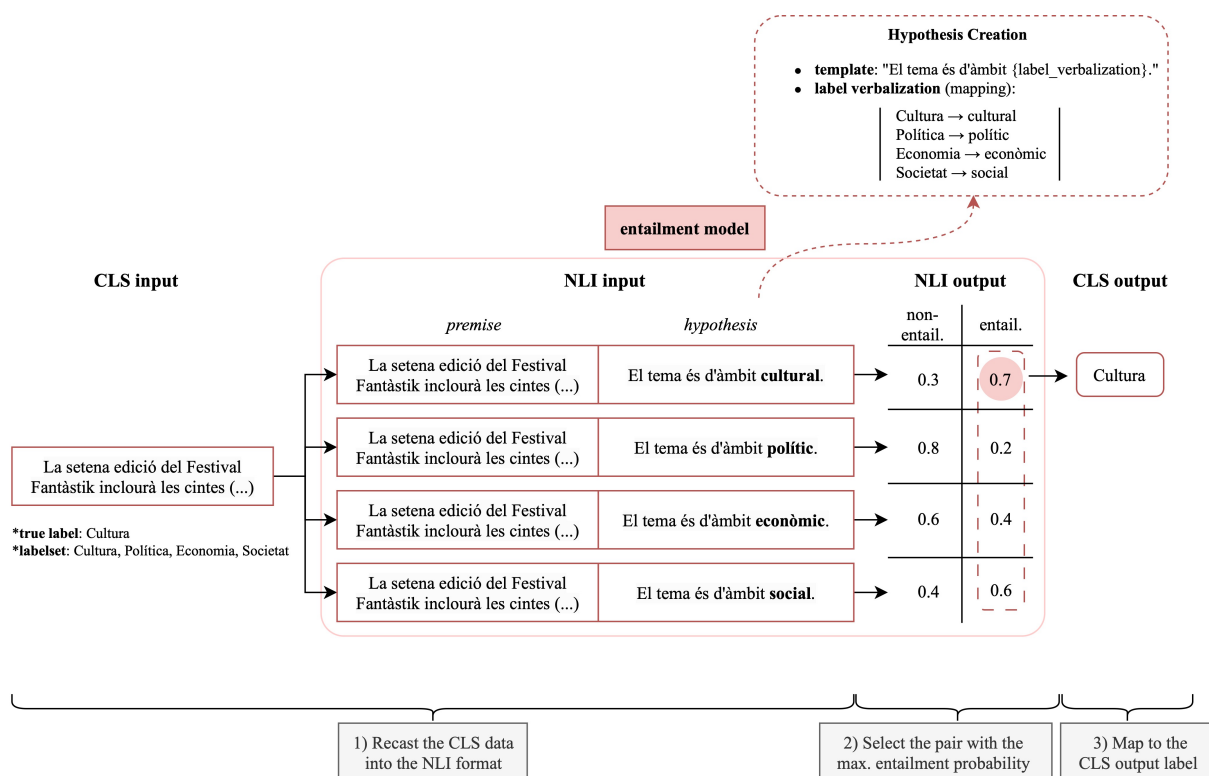 Hypothesis Creation
• template: "El tema és d'àmbit {label_verbalization}."
• label verbalization (mapping):
Cultura → cultural
Política → polític
Economia → econòmic
Societat → social
entailment model
CLS input
NLI input
NLI output
CLS output
premise
hypothesis
non-
entail.
entail.
La setena edició del Festival
Fantàstik inclourà les cintes (...)
El tema és d'àmbit cultural.
0.3
0.7
Cultura
La setena edició del Festival
Fantàstik inclourà les cintes (...)
El tema és d'àmbit polític.
0.8
0.2
La setena edició del Festival
Fantàstik inclourà les cintes (...)
*true label: Cultura
*labelset: Cultura, Política, Economia, Societat
La setena edició del Festival
Fantàstik inclourà les cintes (...)
El tema és d'àmbit econòmic.
0.6
0.4
La setena edició del Festival
Fantàstik inclourà les cintes (...)
El tema és d'àmbit social.
0.4
0.6
1) Recast the CLS data
into the NLI format
2) Select the pair with the
max. entailment probability
3) Map to the
CLS output label